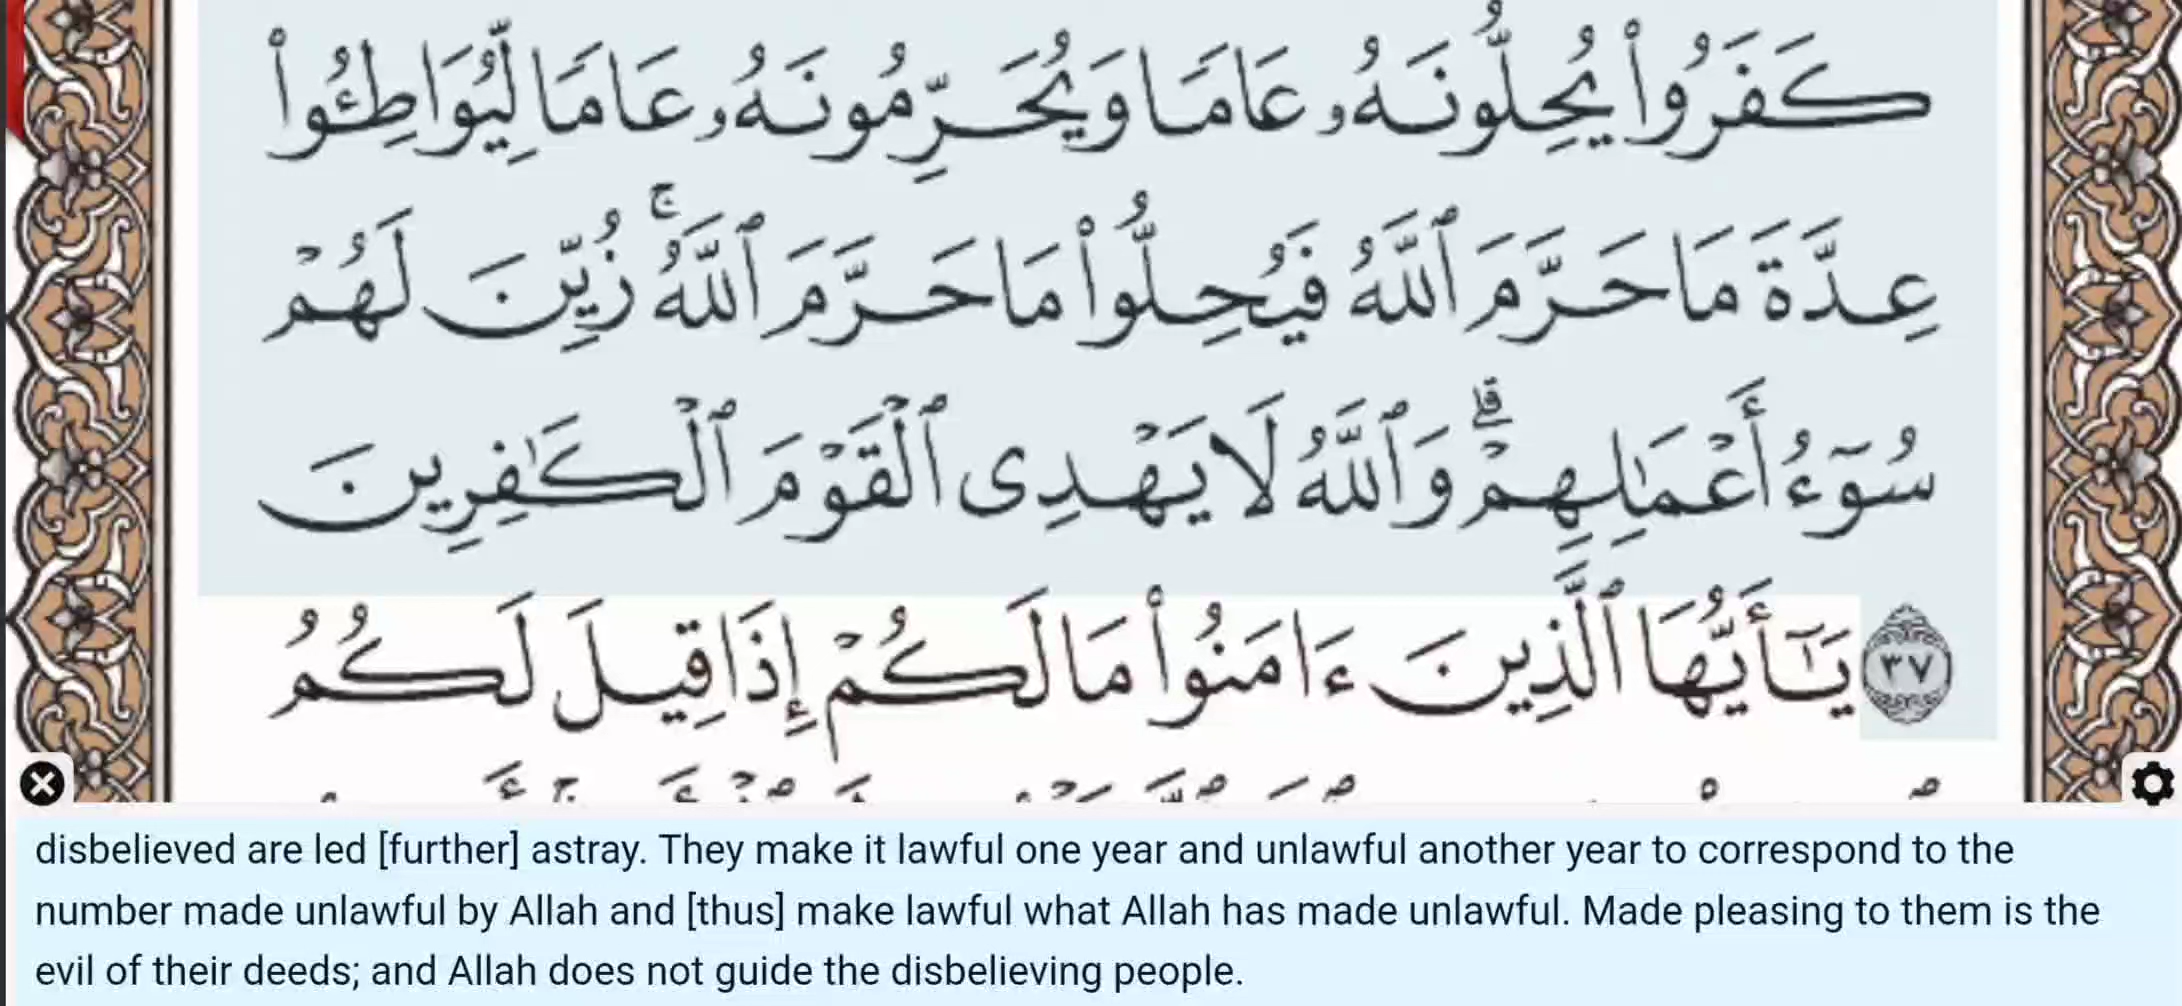 كَفَرُوا۟ يُحِلُّونَهُۥ عَامًا وَيُحَرِّمُونَهُۥ عَامًا لِّيُوَاطِـُٔوا۟
عِدَّةَ مَا حَرَّمَ ٱللَّهُ فَيُحِلُّوا۟ مَا حَرَّمَ ٱللَّهُ ۚ زُيِّنَ لَهُمْ
سُوٓءُ أَعْمَـٰلِهِمْ ۗ وَٱللَّهُ لَا يَهْدِى ٱلْقَوْمَ ٱلْكَـٰفِرِينَ
٣٧ يَـٰٓأَيُّهَا ٱلَّذِينَ ءَامَنُوا۟ مَا لَكُمْ إِذَا قِيلَ لَكُمُ
disbelieved are led [further] astray. They make it lawful one year and unlawful another year to correspond to the
number made unlawful by Allah and [thus] make lawful what Allah has made unlawful. Made pleasing to them is the
evil of their deeds; and Allah does not guide the disbelieving people.